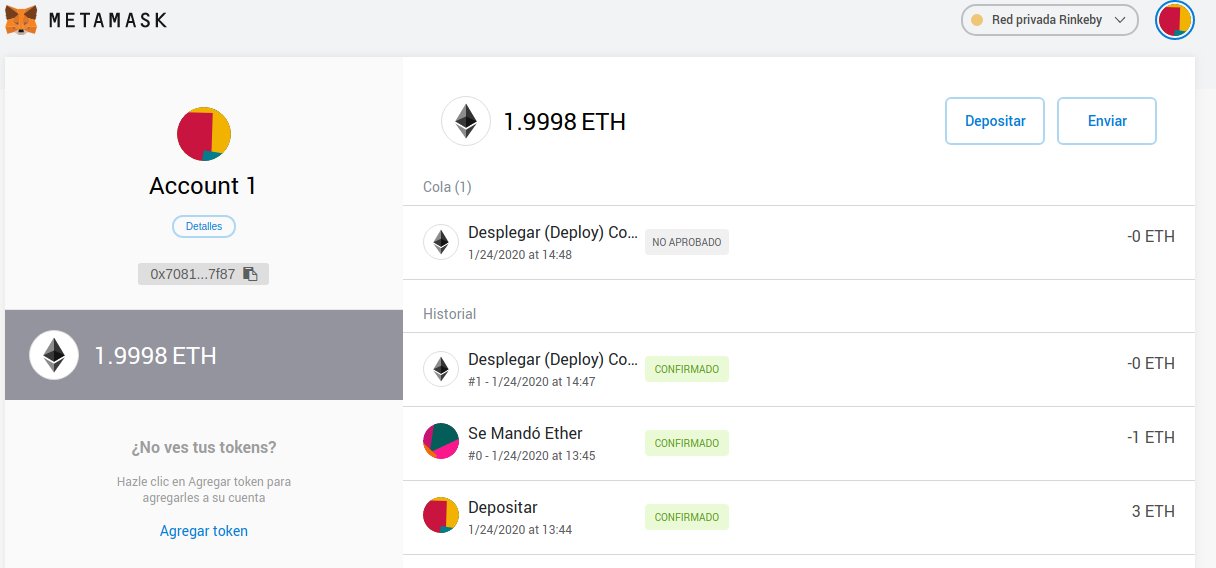 METAMASK
Red privada Rinkeby
Account 1
Detalles
0x7081...7f87
1.9998 ETH
¿No ves tus tokens?
Hazle clic en Agregar token para
agregarles a su cuenta
Agregar token
1.9998 ETH
Depositar
Enviar
Cola (1)
Desplegar (Deploy) Co...
NO APROBADO
-0 ETH
1/24/2020 at 14:48
Historial
Desplegar (Deploy) Co...
CONFIRMADO
-0 ETH
#1 - 1/24/2020 at 14:47
Se Mandó Ether
CONFIRMADO
-1 ETH
#0 - 1/24/2020 at 13:45
Depositar
CONFIRMADO
3 ETH
1/24/2020 at 13:44